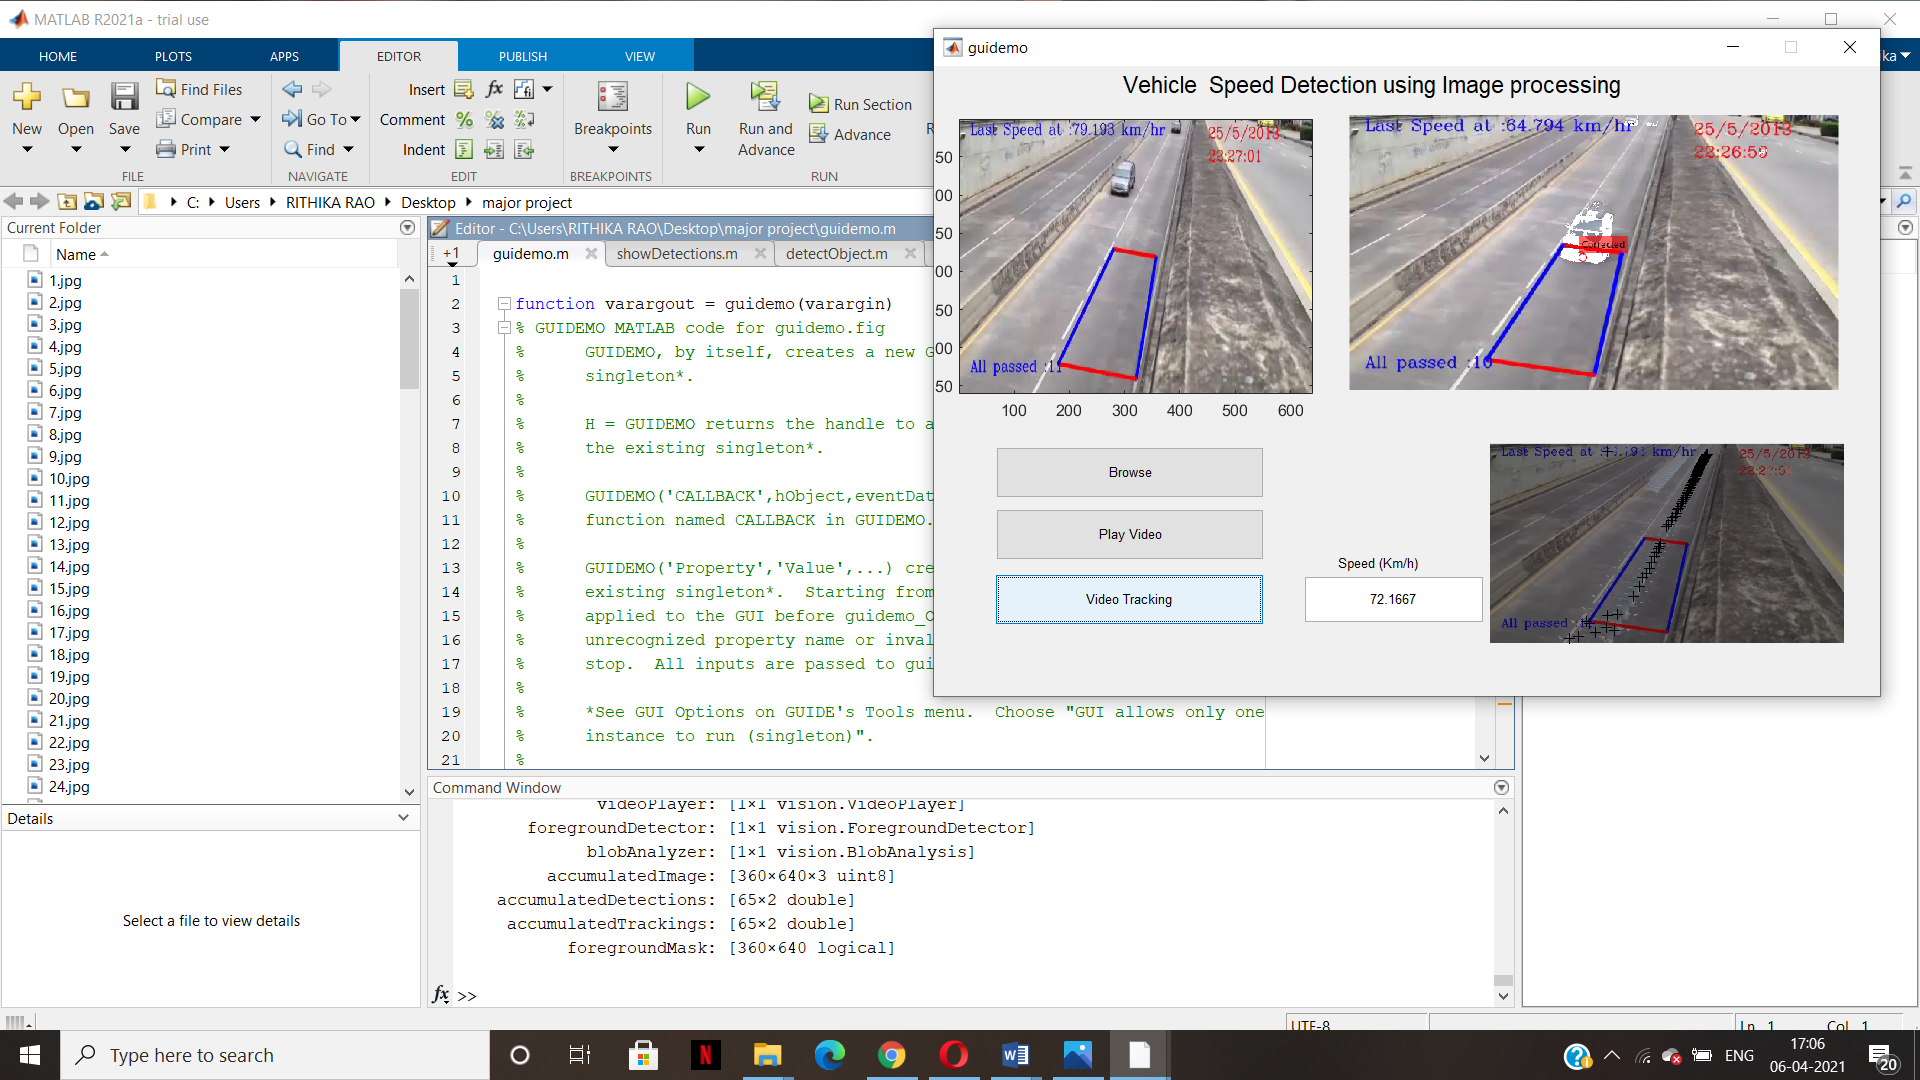 MATLAB R2021a - trial use
HOME PLOTS APPS EDITOR PUBLISH VIEW
New Open Save
Find Files
Compare
Print
FILE
Go To
Find
NAVIGATE
Insert
Comment
Indent
EDIT
Breakpoints
BREAKPOINTS
Run
Run and Advance
Run Section
Advance
RUN
C: Users RITHIKA RAO Desktop major project
Current Folder
Name
1.jpg
2.jpg
3.jpg
4.jpg
5.jpg
6.jpg
7.jpg
8.jpg
9.jpg
10.jpg
11.jpg
12.jpg
13.jpg
14.jpg
15.jpg
16.jpg
17.jpg
18.jpg
19.jpg
20.jpg
21.jpg
22.jpg
23.jpg
24.jpg
Details
Select a file to view details
Editor - C:\Users\RITHIKA RAO\Desktop\major project\guidemo.m
+1 guidemo.m showDetections.m detectObject.m
1
2 function varargout = guidemo(varargin)
3 % GUIDEMO MATLAB code for guidemo.fig
4 % GUIDEMO, by itself, creates a new G
5 % singleton*.
6 %
7 % H = GUIDEMO returns the handle to a
8 % the existing singleton*.
9 %
10 % GUIDEMO('CALLBACK',hObject,eventDat
11 % function named CALLBACK in GUIDEMO.
12 %
13 % GUIDEMO('Property','Value',...) cre
14 % existing singleton*.  Starting from
15 % applied to the GUI before guidemo_O
16 % unrecognized property name or inval
17 % stop.  All inputs are passed to gui
18 %
19 % *See GUI Options on GUIDE's Tools menu.  Choose "GUI allows only one
20 % instance to run (singleton)".
21 %
Command Window
videoPlayer: [1×1 vision.VideoPlayer]
foregroundDetector: [1×1 vision.ForegroundDetector]
blobAnalyzer: [1×1 vision.BlobAnalysis]
accumulatedImage: [360×640×3 uint8]
accumulatedDetections: [65×2 double]
accumulatedTrackings: [65×2 double]
foregroundMask: [360×640 logical]
fx >>
guidemo
Vehicle  Speed Detection using Image processing
Last Speed at :79.193 km/hr
25/5/2013
22:27:01
All passed :11
50
00
50
00
50
00
50
100 200 300 400 500 600
Last Speed at :64.794 km/hr
25/5/2013
Corrected
All passed :10
Browse
Play Video
Video Tracking
Speed (Km/h)
72.1667
Last Speed at
km/hr
25/5/2013
All passed
ika
UTF-8
Ln 1 Col 1
Type here to search
ENG
17:06
06-04-2021
20